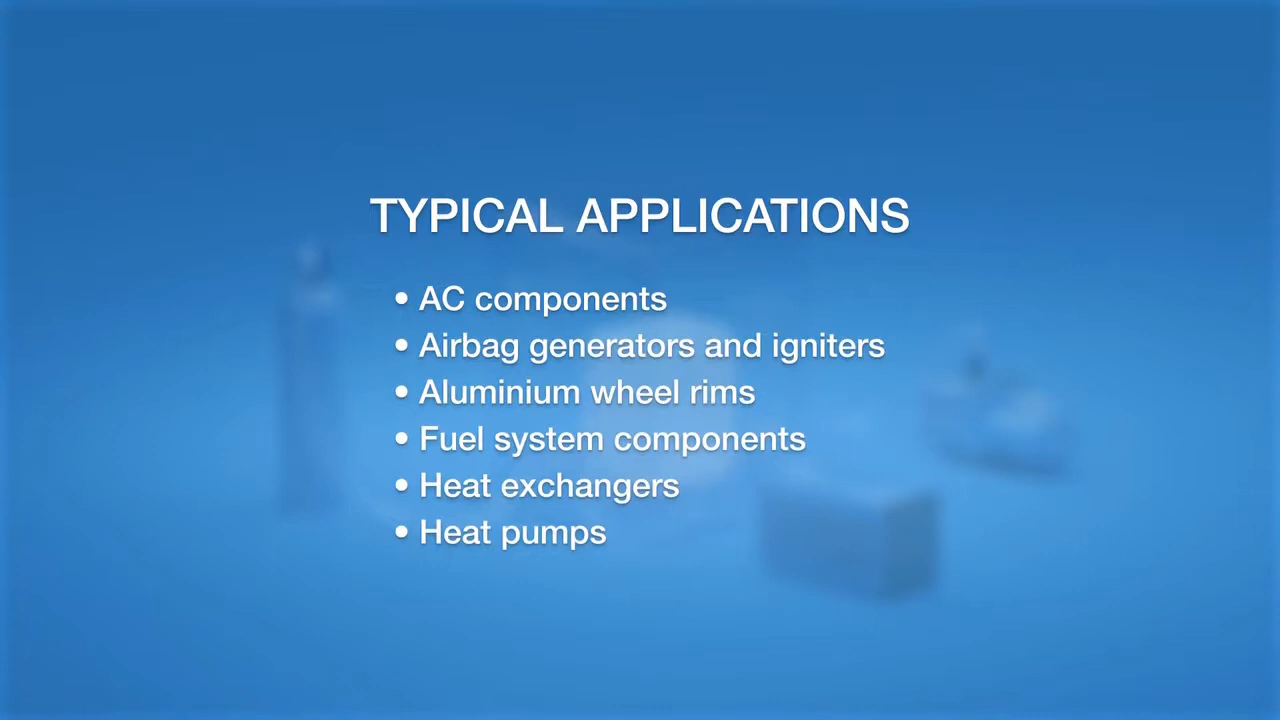 TYPICAL APPLICATIONS
• AC components
• Airbag generators and igniters
• Aluminium wheel rims
• Fuel system components
• Heat exchangers
• Heat pumps